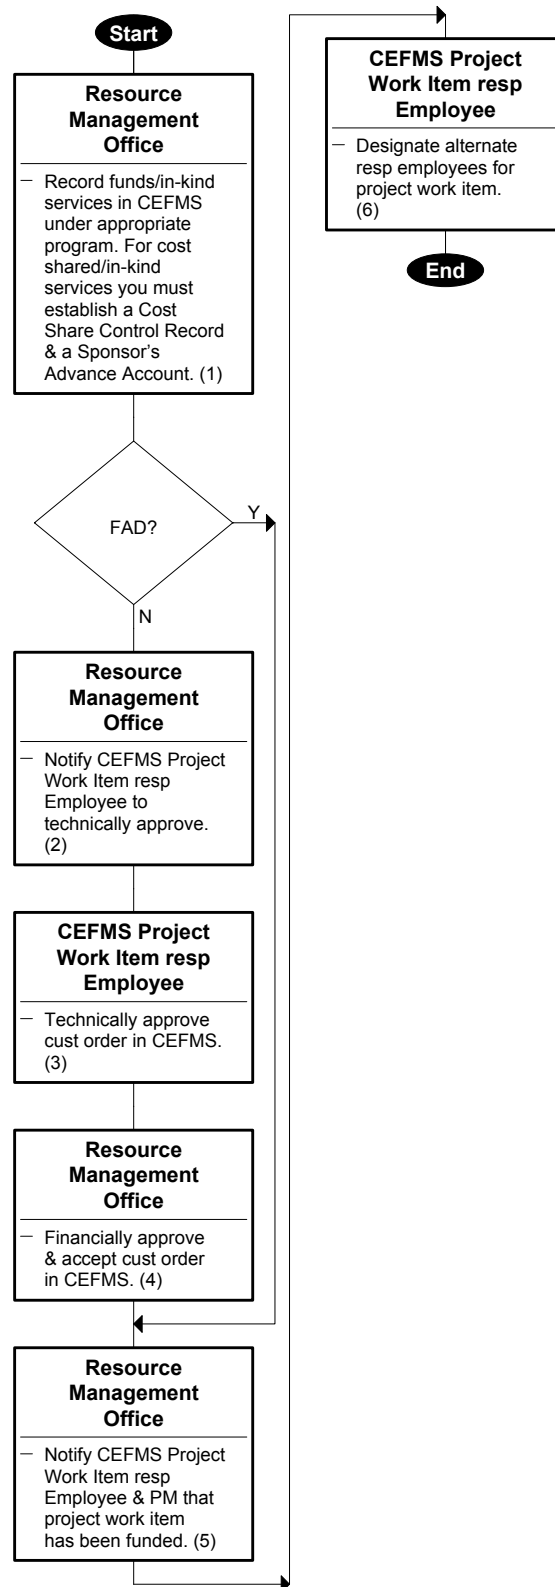 Start
Resource
Management
Office
– Record funds/in-kind
services in CEFMS
under appropriate
program. For cost
shared/in-kind
services you must
establish a Cost
Share Control Record
& a Sponsor's
Advance Account. (1)
FAD?
Y
N
Resource
Management
Office
– Notify CEFMS Project
Work Item resp
Employee to
technically approve.
(2)
CEFMS Project
Work Item resp
Employee
– Technically approve
cust order in CEFMS.
(3)
Resource
Management
Office
– Financially approve
& accept cust order
in CEFMS. (4)
Resource
Management
Office
– Notify CEFMS Project
Work Item resp
Employee & PM that
project work item
has been funded. (5)
CEFMS Project
Work Item resp
Employee
– Designate alternate
resp employees for
project work item.
(6)
End